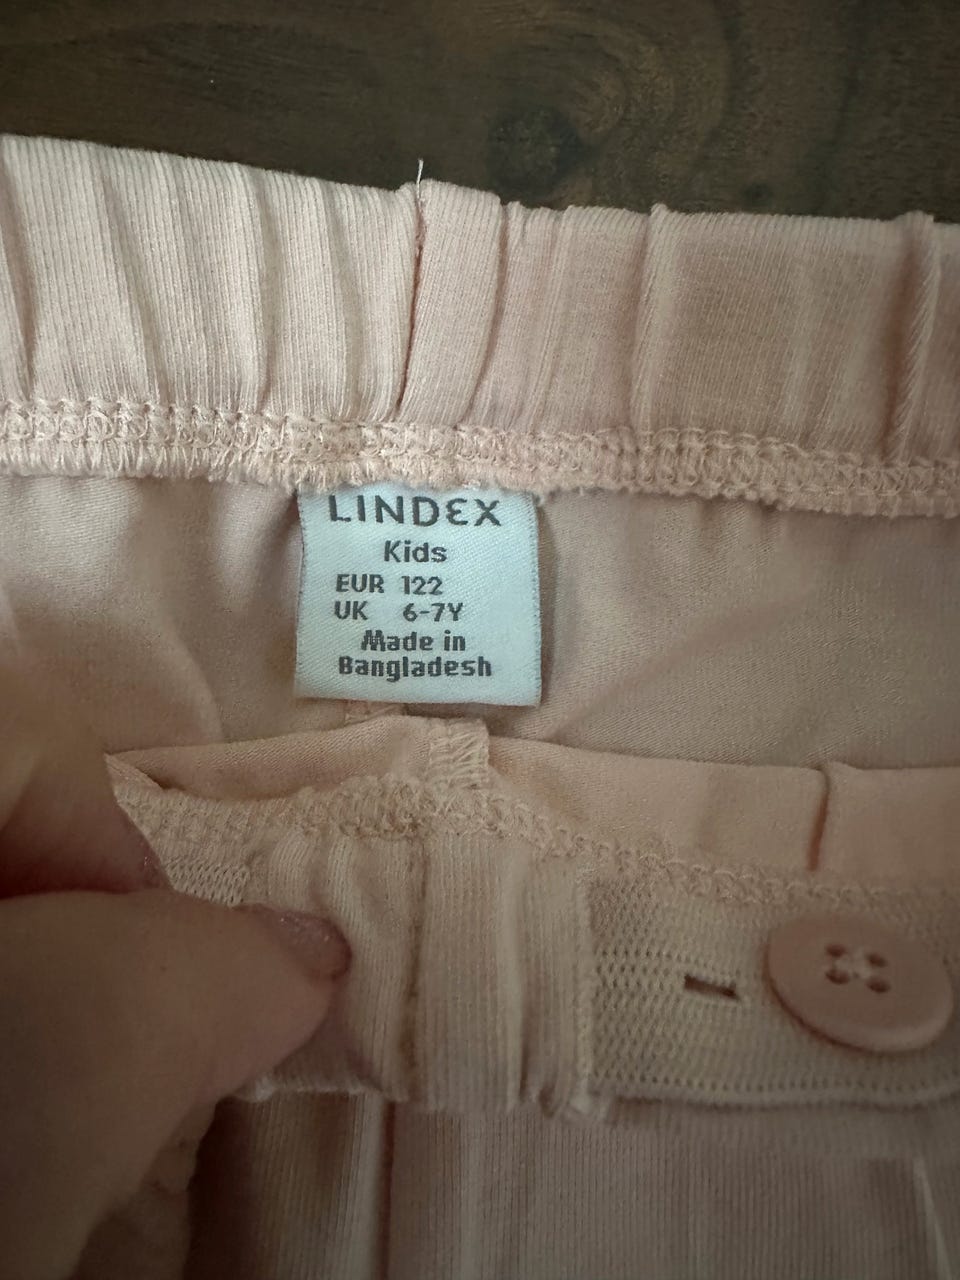 LINDEX
Kids
EUR 122
UK 6-7Y
Made in
Bangladesh